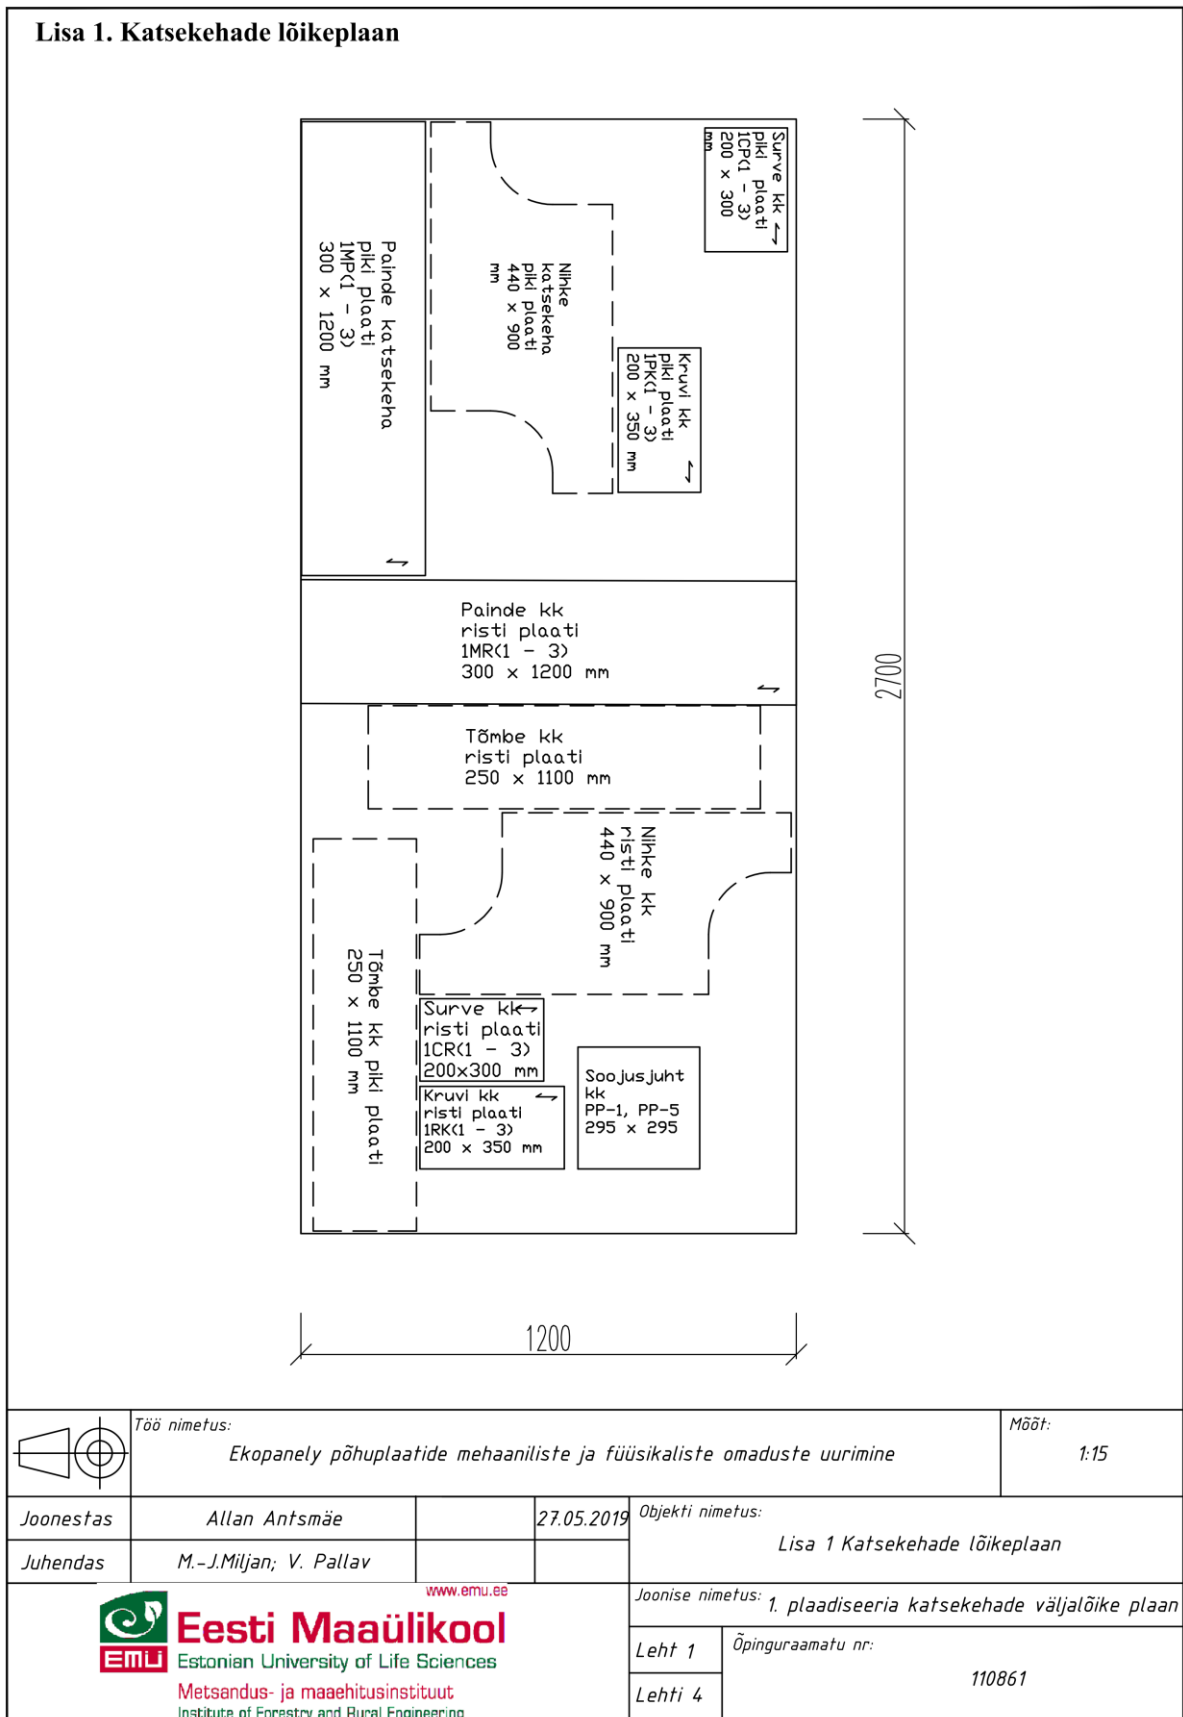 Lisa 1. Katsekehade lõikeplaan
Surve kk
piki plaati
1CP(1 - 3)
200 x 300
mm
Painde katsekeha
piki plaati
1MP(1 - 3)
300 x 1200 mm
Nihke
katsekeha
piki plaati
440 x 900
mm
Kruvi kk
piki plaati
1PK(1 - 3)
200 x 350 mm
Painde kk
risti plaati
1MR(1 - 3)
300 x 1200 mm
2700
Tõmbe kk
risti plaati
250 x 1100 mm
Nihke kk
risti plaati
440 x 900 mm
Tõmbe kk piki plaati
250 x 1100 mm
Surve kk
risti plaati
1CR(1 - 3)
200x300 mm
Kruvi kk
risti plaati
1RK(1 - 3)
200 x 350 mm
Soojusjuht
kk
PP-1, PP-5
295 x 295
1200
Töö nimetus:
Ekopanely põhuplaatide mehaaniliste ja füüsikaliste omaduste uurimine
Mõõt:
1:15
Joonestas
Allan Antsmäe
27.05.2019
Juhendas
M.-J.Miljan; V. Pallav
Objekti nimetus:
Lisa 1 Katsekehade lõikeplaan
www.emu.ee
EMÜ
Eesti Maaülikool
Estonian University of Life Sciences
Metsandus- ja maaehitusinstituut
Institute of Forestry and Rural Engineering
Joonise nimetus: 1. plaadiseeria katsekehade väljalõike plaan
Leht 1
Lehti 4
Õpinguraamatu nr:
110861